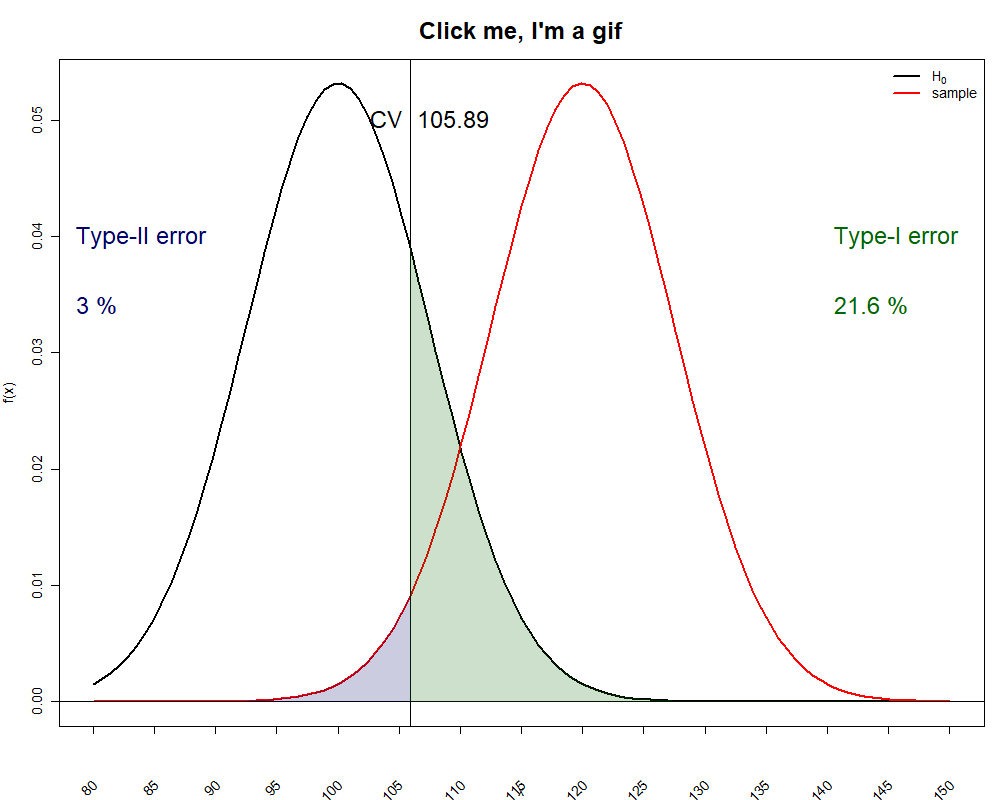 Click me, I'm a gif
H0
sample
CV 105.89
Type-II error
3 %
Type-I error
21.6 %
f(x)
0.05
0.04
0.03
0.02
0.01
0.00
80 85 90 95 100 105 110 115 120 125 130 135 140 145 150